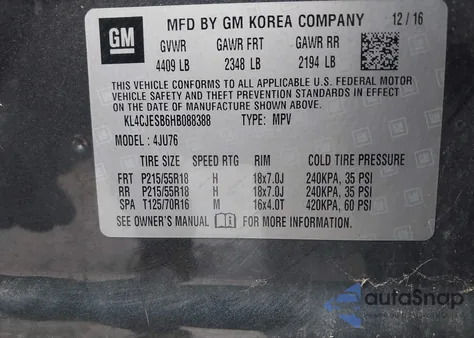 GM
MFD BY GM KOREA COMPANY 12/16
GVWR GAWR FRT GAWR RR
4409 LB 2348 LB 2194 LB
THIS VEHICLE CONFORMS TO ALL APPLICABLE U.S. FEDERAL MOTOR
VEHICLE SAFETY AND THEFT PREVENTION STANDARDS IN EFFECT
ON THE DATE OF MANUFACTURE SHOWN ABOVE.
KL4CJESB6HB088388 TYPE: MPV
MODEL : 4JU76
TIRE SIZE SPEED RTG RIM COLD TIRE PRESSURE
FRT P215/55R18 H 18x7.0J 240KPA, 35 PSI
RR P215/55R18 H 18x7.0J 240KPA, 35 PSI
SPA T125/70R16 M 16x4.0T 420KPA, 60 PSI
SEE OWNER'S MANUAL FOR MORE INFORMATION.
autoSnap